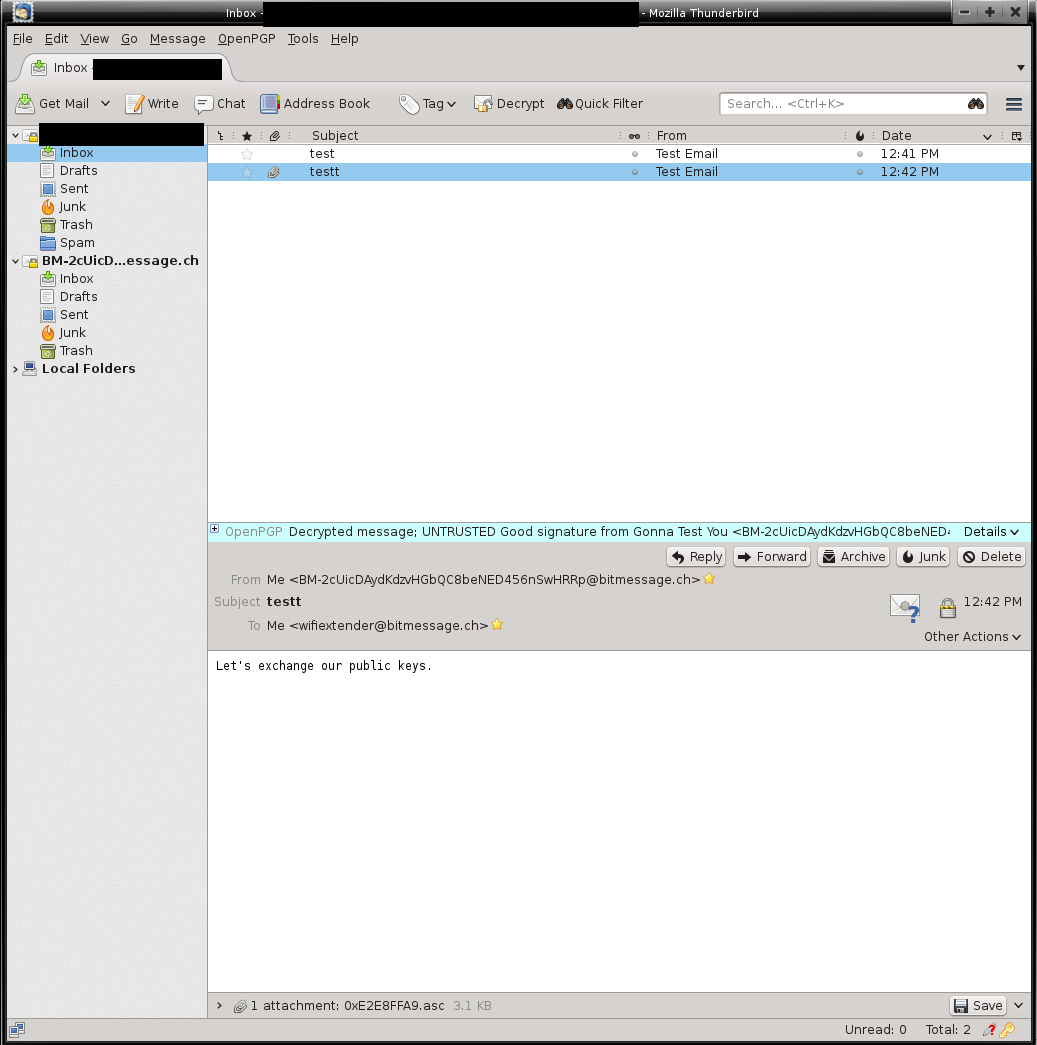 Inbox - - Mozilla Thunderbird
File Edit View Go Message OpenPGP Tools Help
Inbox -
Get Mail Write Chat Address Book Tag Decrypt Quick Filter Search... <Ctrl+K>
Subject From Date
Inbox test Test Email 12:41 PM
Drafts testt Test Email 12:42 PM
Sent
Junk
Trash
Spam
BM-2cUicD...essage.ch
Inbox
Drafts
Sent
Junk
Trash
Local Folders
OpenPGP Decrypted message; UNTRUSTED Good signature from Gonna Test You <BM-2cUicDAydKdzvHGbQC8beNED4 Details
Reply Forward Archive Junk Delete
From Me <BM-2cUicDAydKdzvHGbQC8beNED456nSwHRRp@bitmessage.ch>
Subject testt 12:42 PM
To Me <wifiextender@bitmessage.ch>
Other Actions
Let's exchange our public keys.
1 attachment: 0xE2E8FFA9.asc 3.1 KB Save
Unread: 0 Total: 2